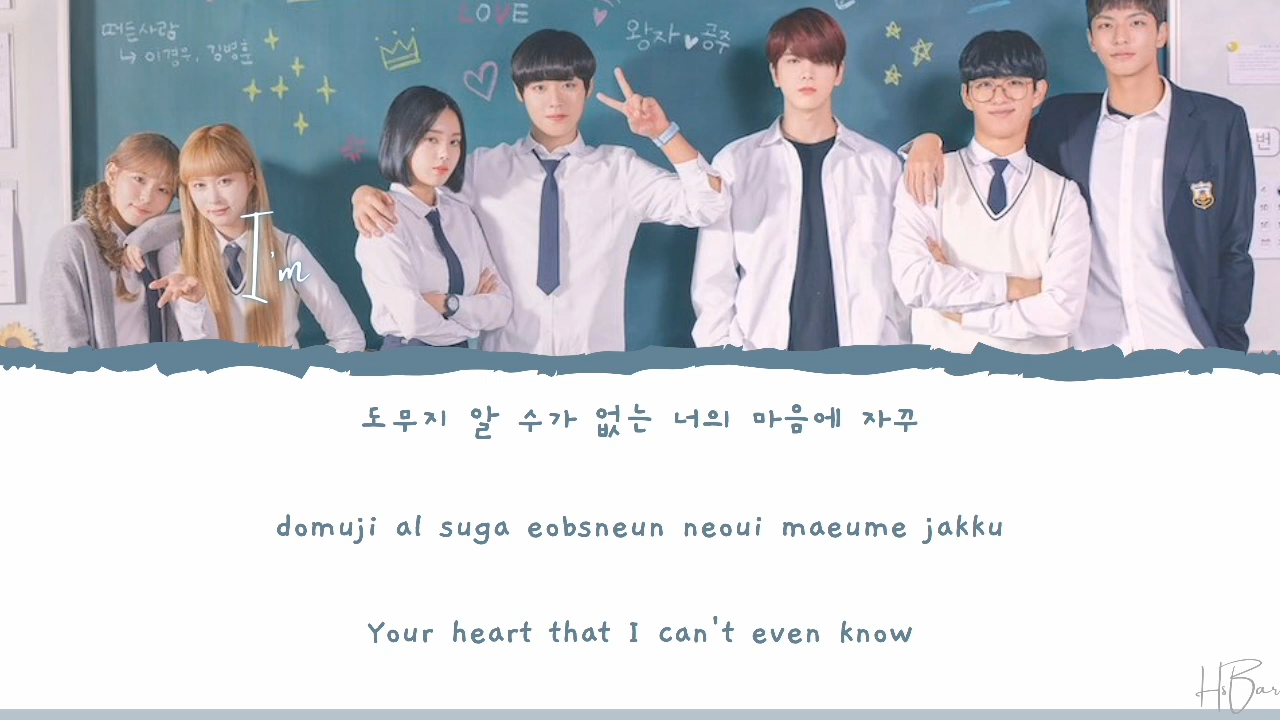 LOVE
떠든사람
↳ 이경우, 김병훈
왕자♥공주
번
I'm
도무지 알 수가 없는 너의 마음에 자꾸
domuji al suga eobsneun neoui maeume jakku
Your heart that I can't even know
HsBar